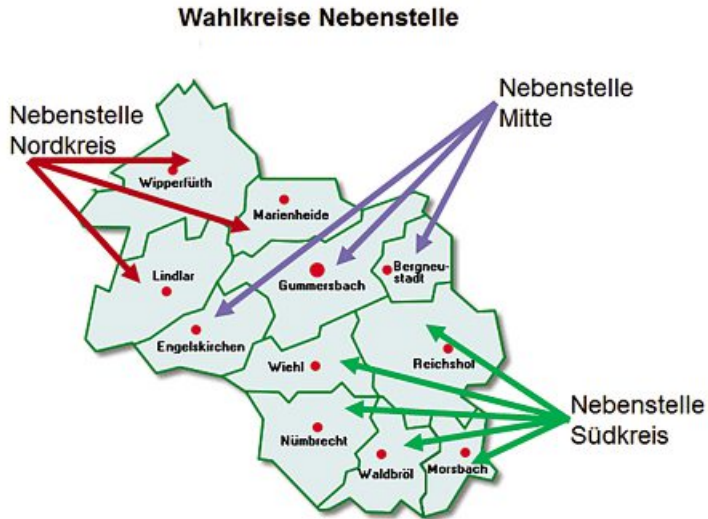 Wahlkreise Nebenstelle
Nebenstelle
Mitte
Nebenstelle
Nordkreis
Wipperfürth
Marienheide
Lindlar
Gummersbach
Bergneu-
stadt
Engelskirchen
Wiehl
Reichshof
Nebenstelle
Südkreis
Nümbrecht
Waldbröl
Morsbach